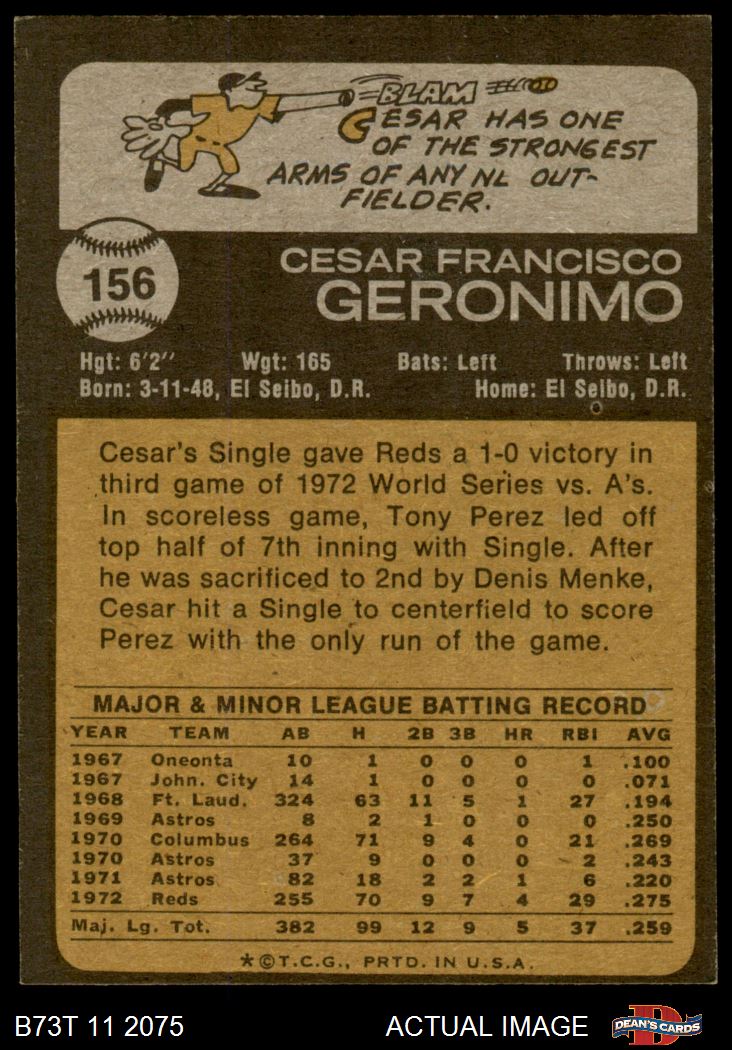 BLAM
CESAR HAS ONE
OF THE STRONGEST
ARMS OF ANY NL OUT-
FIELDER.
156
CESAR FRANCISCO
GERONIMO
Hgt: 6'2" Wgt: 165 Bats: Left Throws: Left
Born: 3-11-48, El Seibo, D.R. Home: El Seibo, D.R.
Cesar's Single gave Reds a 1-0 victory in
third game of 1972 World Series vs. A's.
In scoreless game, Tony Perez led off
top half of 7th inning with Single. After
he was sacrificed to 2nd by Denis Menke,
Cesar hit a Single to centerfield to score
Perez with the only run of the game.
MAJOR & MINOR LEAGUE BATTING RECORD
YEAR TEAM AB H 2B 3B HR RBI AVG
1967 Oneonta 10 1 0 0 0 1 .100
1967 John. City 14 1 0 0 0 0 .071
1968 Ft. Laud. 324 63 11 5 1 27 .194
1969 Astros 8 2 1 0 0 0 .250
1970 Columbus 264 71 9 4 0 21 .269
1970 Astros 37 9 0 0 0 2 .243
1971 Astros 82 18 2 2 1 6 .220
1972 Reds 255 70 9 7 4 29 .275
Maj. Lg. Tot. 382 99 12 9 5 37 .259
*©T.C.G., PRTD. IN U.S.A.
B73T 11 2075 ACTUAL IMAGE
D
DEAN'S CARDS